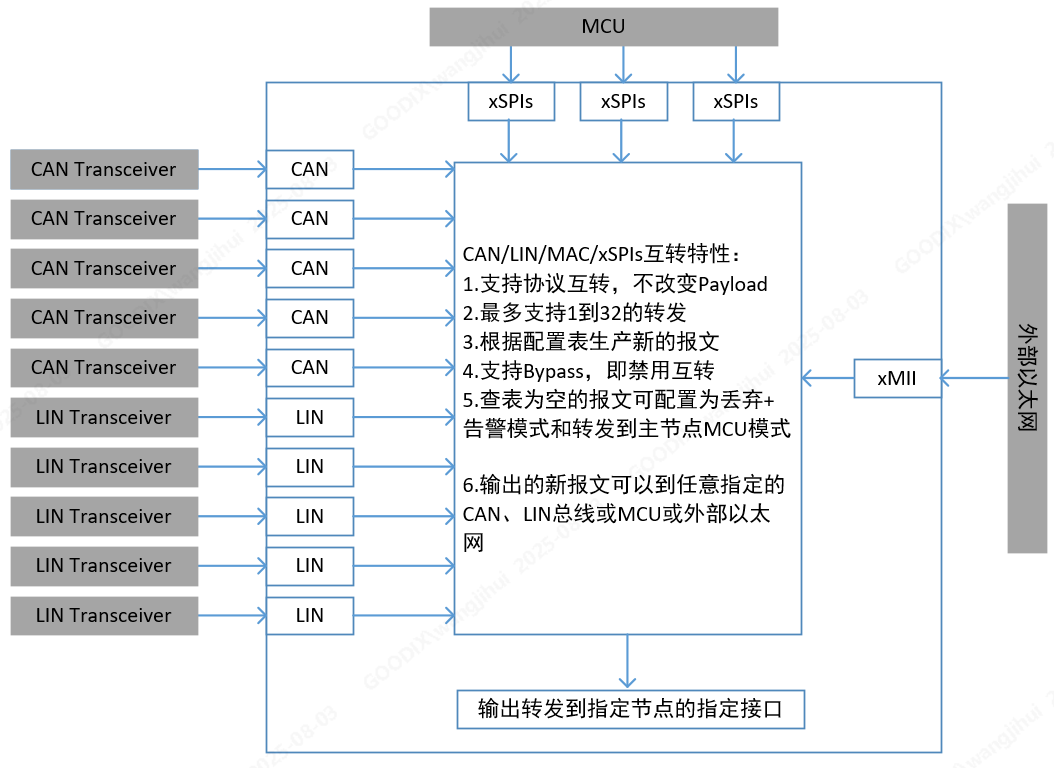 MCU
xSPIs
xSPIs
xSPIs
CAN Transceiver
CAN
CAN Transceiver
CAN
CAN Transceiver
CAN
CAN Transceiver
CAN
CAN Transceiver
CAN
LIN Transceiver
LIN
LIN Transceiver
LIN
LIN Transceiver
LIN
LIN Transceiver
LIN
LIN Transceiver
LIN
CAN/LIN/MAC/xSPIs互转特性：
1.支持协议互转，不改变Payload
2.最多支持1到32的转发
3.根据配置表生产新的报文
4.支持Bypass，即禁用互转
5.查表为空的报文可配置为丢弃+
告警模式和转发到主节点MCU模式
6.输出的新报文可以到任意指定的
CAN、LIN总线或MCU或外部以太
网
xMII
外部以太网
输出转发到指定节点的指定接口
GOODIX\wangjihui 2025-08-03